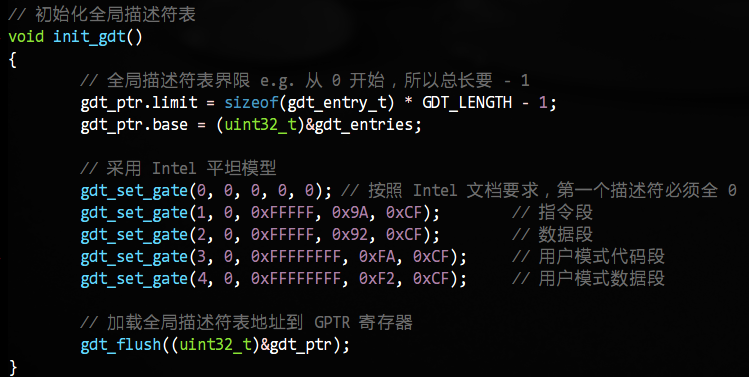 // 初始化全局描述符表
void init_gdt()
{
// 全局描述符表界限 e.g. 从 0 开始，所以总长要 - 1
gdt_ptr.limit = sizeof(gdt_entry_t) * GDT_LENGTH - 1;
gdt_ptr.base = (uint32_t)&gdt_entries;
// 采用 Intel 平坦模型
gdt_set_gate(0, 0, 0, 0, 0); // 按照 Intel 文档要求，第一个描述符必须全 0
gdt_set_gate(1, 0, 0xFFFFF, 0x9A, 0xCF); // 指令段
gdt_set_gate(2, 0, 0xFFFFF, 0x92, 0xCF); // 数据段
gdt_set_gate(3, 0, 0xFFFFFFFF, 0xFA, 0xCF); // 用户模式代码段
gdt_set_gate(4, 0, 0xFFFFFFFF, 0xF2, 0xCF); // 用户模式数据段
// 加载全局描述符表地址到 GPTR 寄存器
gdt_flush((uint32_t)&gdt_ptr);
}